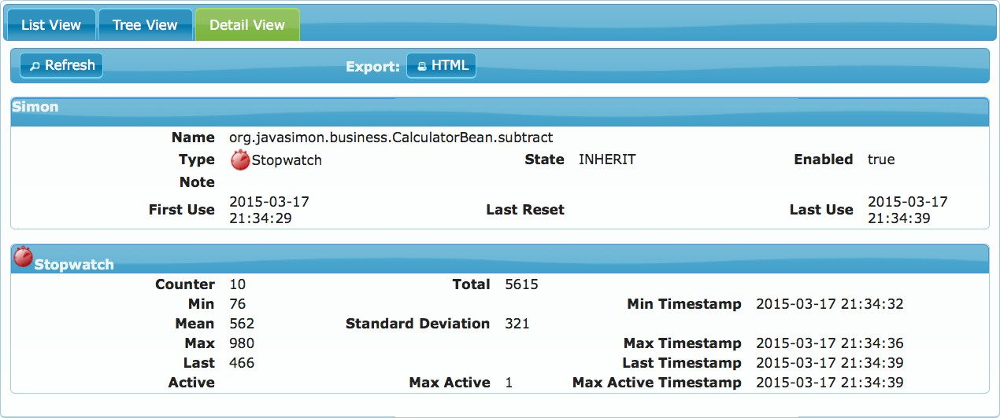 List View Tree View Detail View
Refresh Export: HTML
Simon
Name org.javasimon.business.CalculatorBean.subtract
Type Stopwatch State INHERIT Enabled true
Note
First Use 2015-03-17 21:34:29 Last Reset Last Use 2015-03-17 21:34:39
Stopwatch
Counter 10 Total 5615
Min 76 Min Timestamp 2015-03-17 21:34:32
Mean 562 Standard Deviation 321
Max 980 Max Timestamp 2015-03-17 21:34:36
Last 466 Last Timestamp 2015-03-17 21:34:39
Active Max Active 1 Max Active Timestamp 2015-03-17 21:34:39